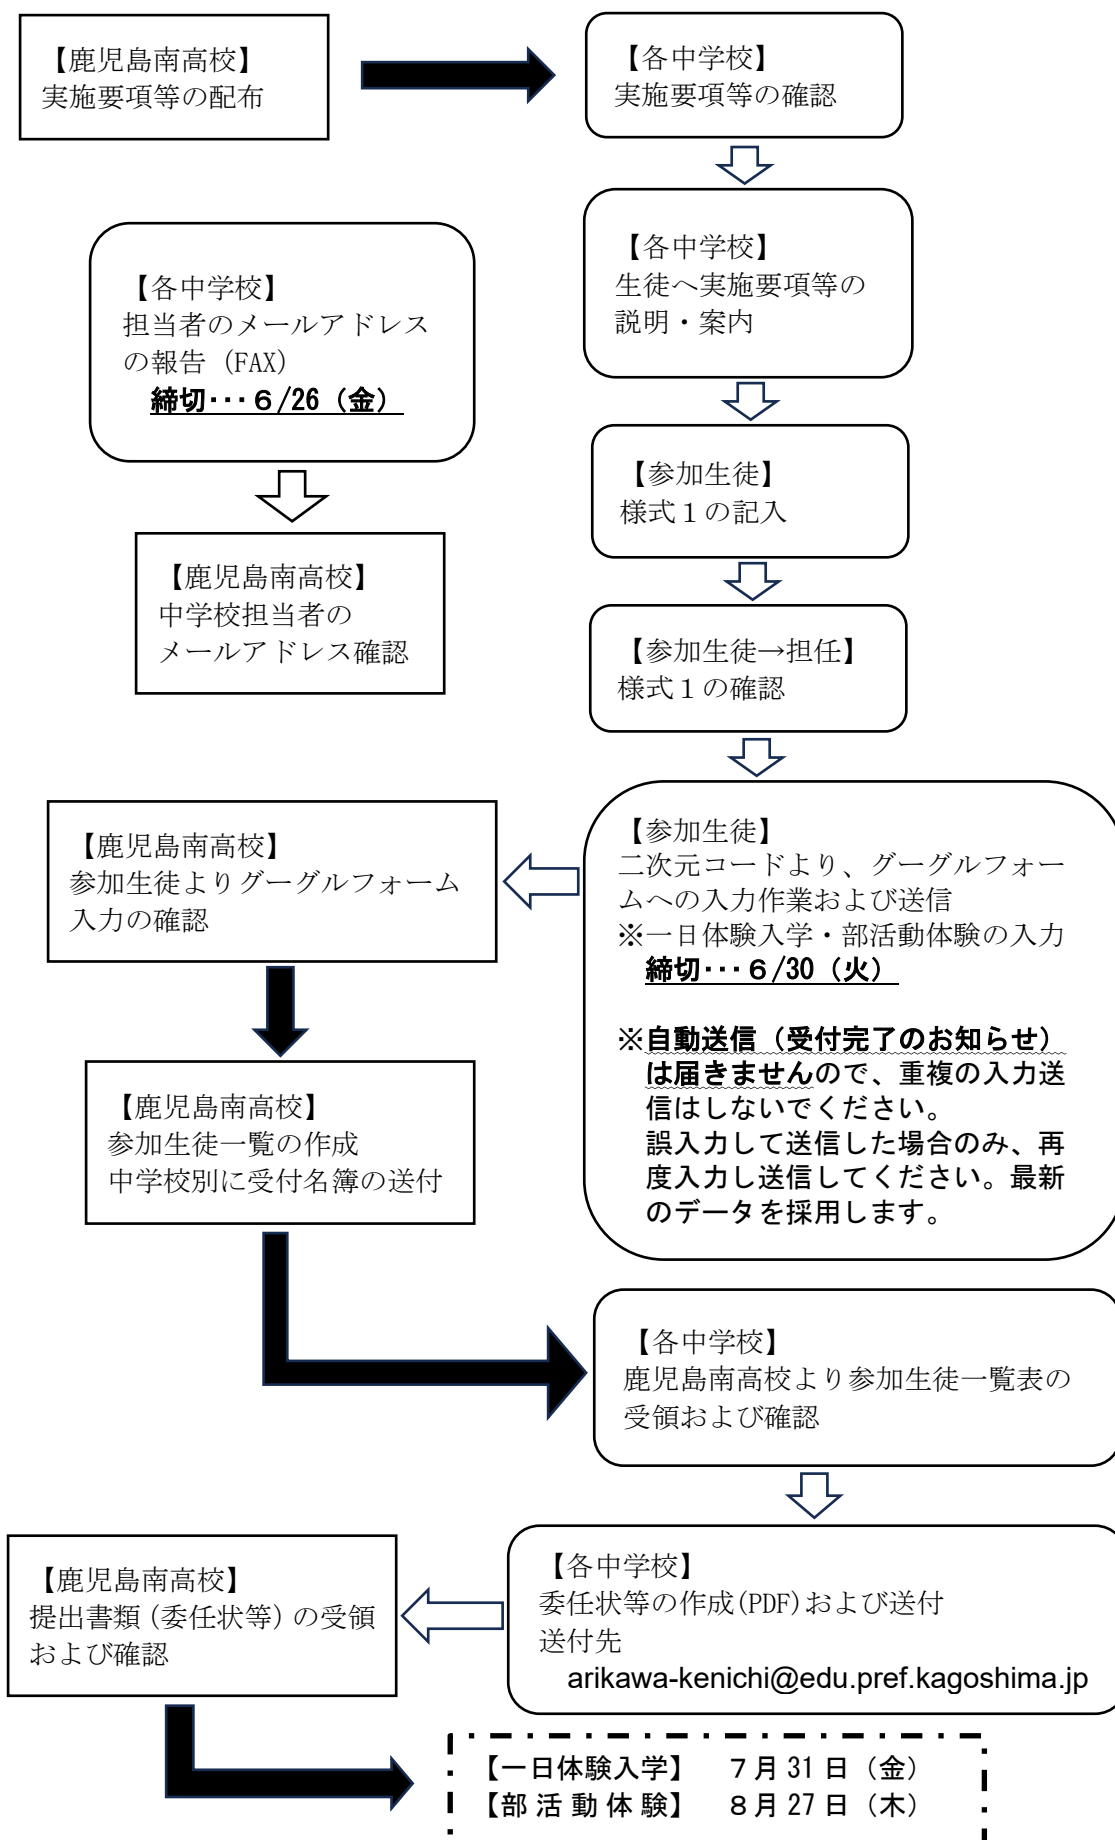 【鹿児島南高校】
実施要項等の配布
【各中学校】
実施要項等の確認
【各中学校】
生徒へ実施要項等の
説明・案内
【各中学校】
担当者のメールアドレス
の報告（FAX）
締切･･･６/26（金）
【参加生徒】
様式１の記入
【鹿児島南高校】
中学校担当者の
メールアドレス確認
【参加生徒→担任】
様式１の確認
【参加生徒】
二次元コードより、グーグルフォー
ムへの入力作業および送信
※一日体験入学・部活動体験の入力
締切･･･６/30（火）
※自動送信（受付完了のお知らせ）
は届きませんので、重複の入力送
信はしないでください。
誤入力して送信した場合のみ、再
度入力し送信してください。最新
のデータを採用します。
【鹿児島南高校】
参加生徒よりグーグルフォーム
入力の確認
【鹿児島南高校】
参加生徒一覧の作成
中学校別に受付名簿の送付
【各中学校】
鹿児島南高校より参加生徒一覧表の
受領および確認
【各中学校】
委任状等の作成(PDF)および送付
送付先
arikawa-kenichi@edu.pref.kagoshima.jp
【鹿児島南高校】
提出書類(委任状等)の受領
および確認
【一日体験入学】　７月31日（金）
【部活動体験】　８月27日（木）